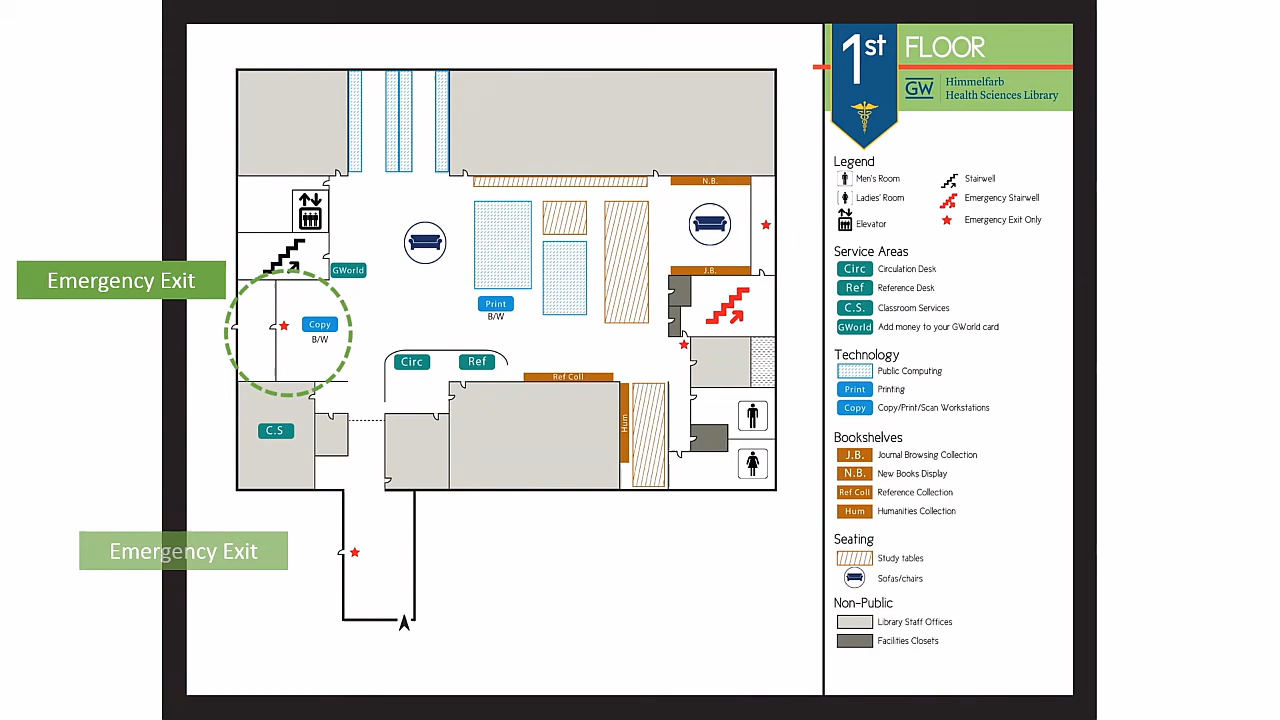 1st
FLOOR
GW
Himmelfarb
Health Sciences Library
Emergency Exit
Emergency Exit
N.B.
J.B.
GWorld
Print
B/W
Copy
B/W
Circ
Ref
Ref Coll
Hum
C.S
Legend
Men's Room
Stairwell
Ladies' Room
Emergency Stairwell
Elevator
Emergency Exit Only
Service Areas
Circ Circulation Desk
Ref Reference Desk
C.S. Classroom Services
GWorld Add money to your GWorld card
Technology
Public Computing
Print Printing
Copy Copy/Print/Scan Workstations
Bookshelves
J.B. Journal Browsing Collection
N.B. New Books Display
Ref Coll Reference Collection
Hum Humanities Collection
Seating
Study tables
Sofas/chairs
Non-Public
Library Staff Offices
Facilities Closets